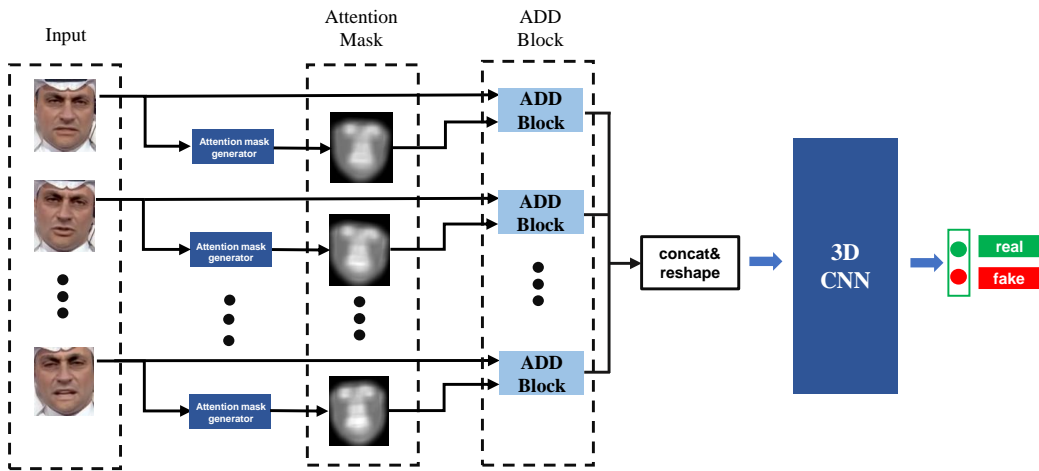 Input
Attention
Mask
ADD
Block
ADD
Block
Attention mask
generator
ADD
Block
Attention mask
generator
concat&
reshape
3D
CNN
real
fake
ADD
Block
Attention mask
generator